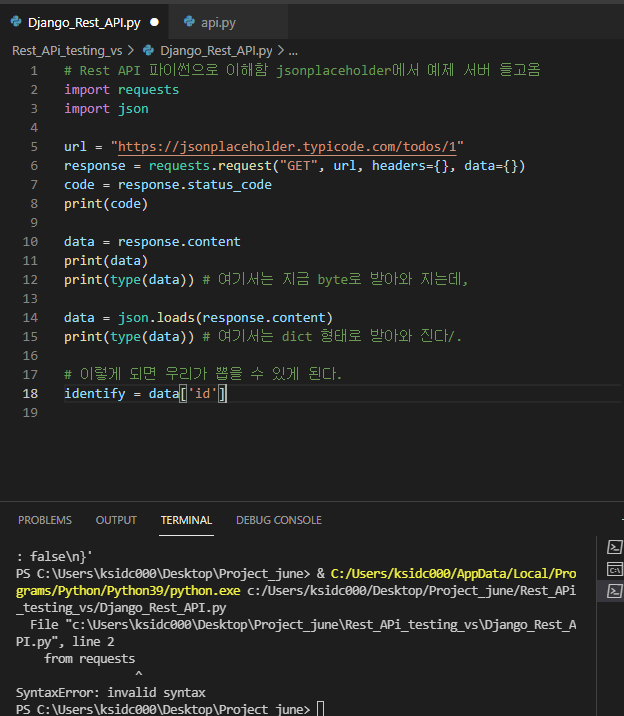 Django_Rest_API.py ● api.py
Rest_APi_testing_vs > Django_Rest_API.py > ...
1 # Rest API 파이썬으로 이해함 jsonplaceholder에서 예제 서버 들고옴
2 import requests
3 import json
4
5 url = "https://jsonplaceholder.typicode.com/todos/1"
6 response = requests.request("GET", url, headers={}, data={})
7 code = response.status_code
8 print(code)
9
10 data = response.content
11 print(data)
12 print(type(data)) # 여기서는 지금 byte로 받아와 지는데,
13
14 data = json.loads(response.content)
15 print(type(data)) # 여기서는 dict 형태로 받아와 진다/.
16
17 # 이렇게 되면 우리가 뽑을 수 있게 된다.
18 identify = data['id']
19
PROBLEMS OUTPUT TERMINAL DEBUG CONSOLE
: false\n}'
PS C:\Users\ksidc000\Desktop\Project_june> & C:/Users/ksidc000/AppData/Local/Pro
grams/Python/Python39/python.exe c:/Users/ksidc000/Desktop/Project_june/Rest_APi
_testing_vs/Django_Rest_API.py
File "c:\Users\ksidc000\Desktop\Project_june\Rest_APi_testing_vs\Django_Rest_A
PI.py", line 2
from requests
^
SyntaxError: invalid syntax
PS C:\Users\ksidc000\Desktop\Project_june>